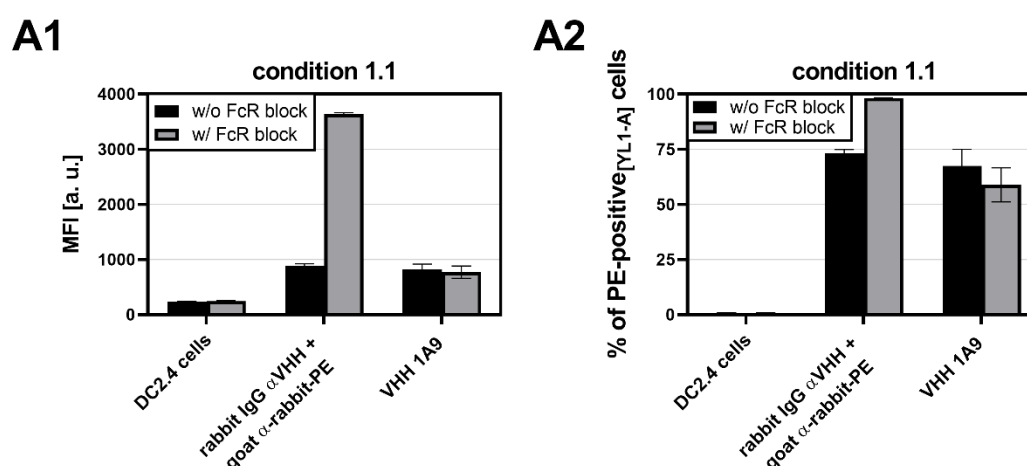 A1
condition 1.1
w/o FcR block
w/ FcR block
MFI [a. u.]
4000
3000
2000
1000
0
DC2.4 cells
rabbit IgG αVHH +
goat α-rabbit-PE
VHH 1A9
A2
condition 1.1
w/o FcR block
w/ FcR block
% of PE-positive[YL1-A] cells
100
75
50
25
0
DC2.4 cells
rabbit IgG αVHH +
goat α-rabbit-PE
VHH 1A9